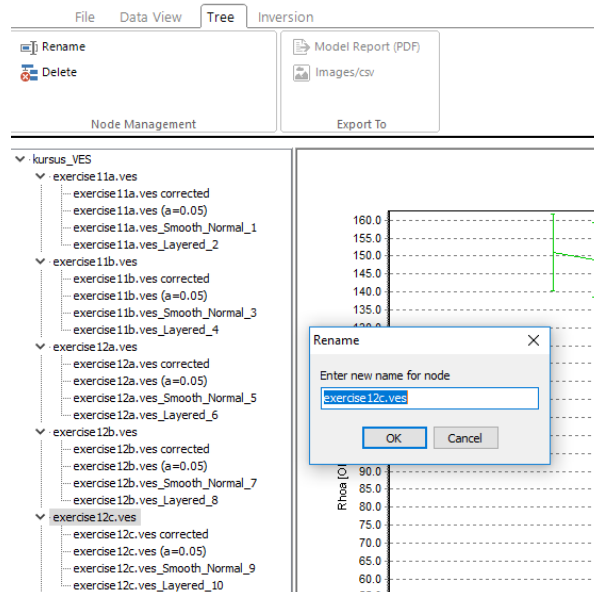 File Data View Tree Inversion
Rename
Delete
Node Management
Model Report (PDF)
Images/csv
Export To
kursus_VES
exercise11a.ves
exercise11a.ves corrected
exercise11a.ves (a=0.05)
exercise11a.ves_Smooth_Normal_1
exercise11a.ves_Layered_2
exercise11b.ves
exercise11b.ves corrected
exercise11b.ves (a=0.05)
exercise11b.ves_Smooth_Normal_3
exercise11b.ves_Layered_4
exercise12a.ves
exercise12a.ves corrected
exercise12a.ves (a=0.05)
exercise12a.ves_Smooth_Normal_5
exercise12a.ves_Layered_6
exercise12b.ves
exercise12b.ves corrected
exercise12b.ves (a=0.05)
exercise12b.ves_Smooth_Normal_7
exercise12b.ves_Layered_8
exercise12c.ves
exercise12c.ves corrected
exercise12c.ves (a=0.05)
exercise12c.ves_Smooth_Normal_9
exercise12c.ves_Layered_10
160.0
155.0
150.0
145.0
140.0
135.0
Rename
Enter new name for node
exercise12c.ves
OK Cancel
Rhoa
90.0
85.0
80.0
75.0
70.0
65.0
60.0